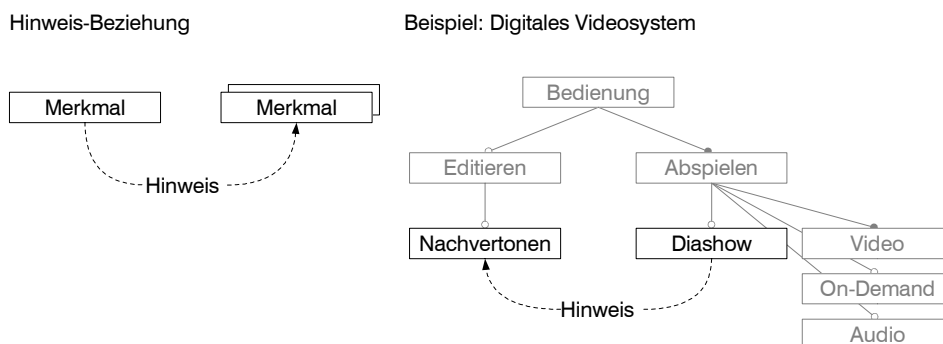 Hinweis-Beziehung
Beispiel: Digitales Videosystem
Merkmal
Merkmal
Hinweis
Bedienung
Editieren
Abspielen
Nachvertonen
Diashow
Video
On-Demand
Audio
Hinweis